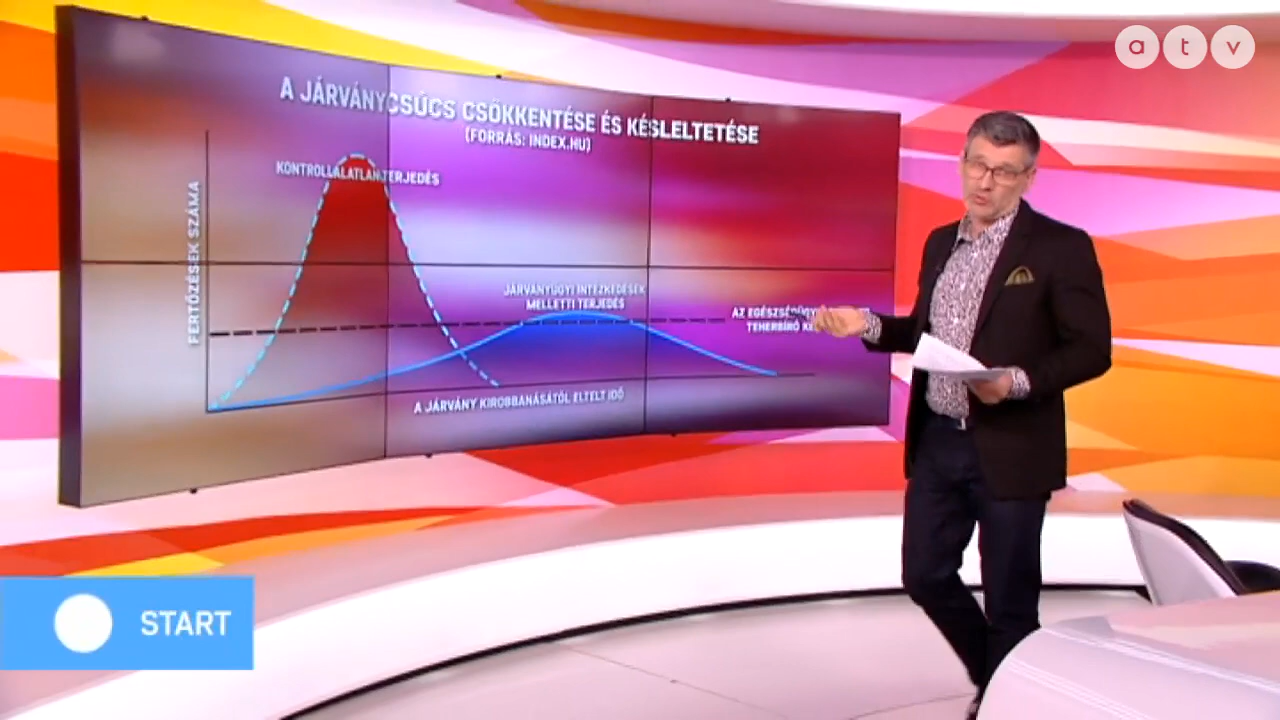 atv
A JÁRVÁNYCSÚCS CSÖKKENTÉSE ÉS KÉSLELTETÉSE
(FORRÁS: INDEX.HU)
KONTROLLÁLATLAN TERJEDÉS
FERTŐZÉSEK SZÁMA
JÁRVÁNYÜGYI INTÉZKEDÉSEK
MELLETTI TERJEDÉS
AZ EGÉSZSÉGÜGY
TEHERBÍRÓ
A JÁRVÁNY KIROBBANÁSÁTÓL ELTELT IDŐ
START